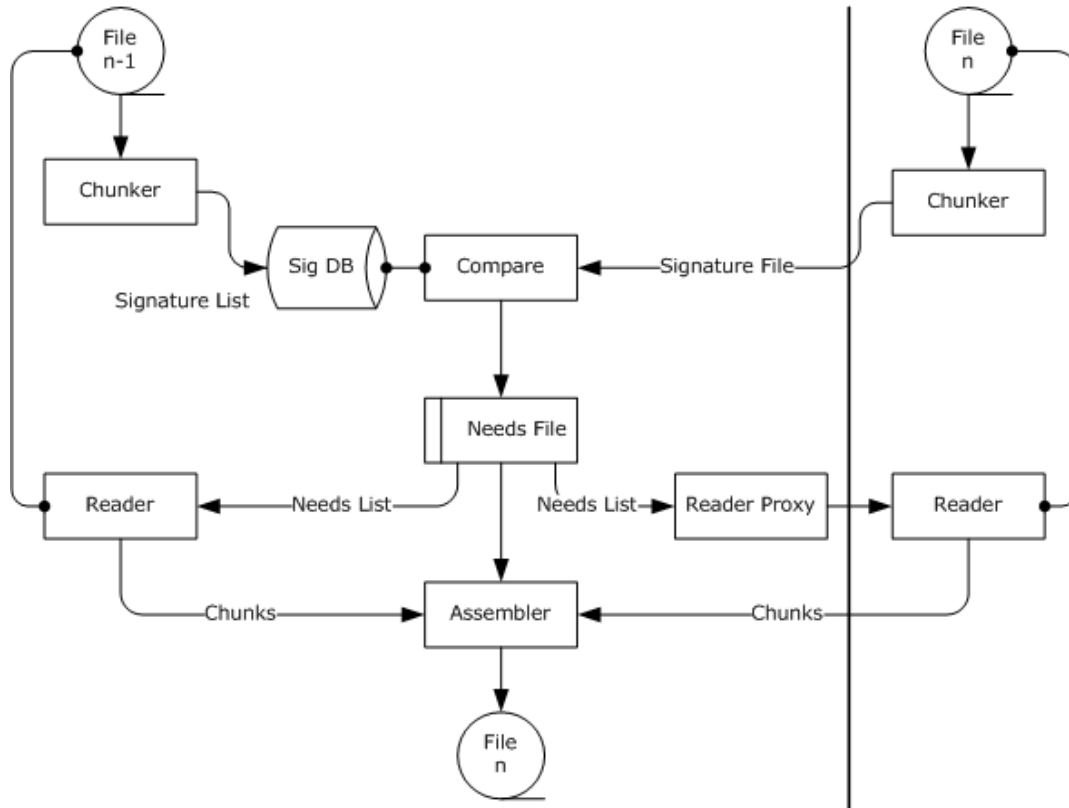 File
n-1
File
n
Chunker
Chunker
Sig DB
Compare
Signature File
Signature List
Needs File
Reader
Needs List
Needs List
Reader Proxy
Reader
Chunks
Assembler
Chunks
File
n